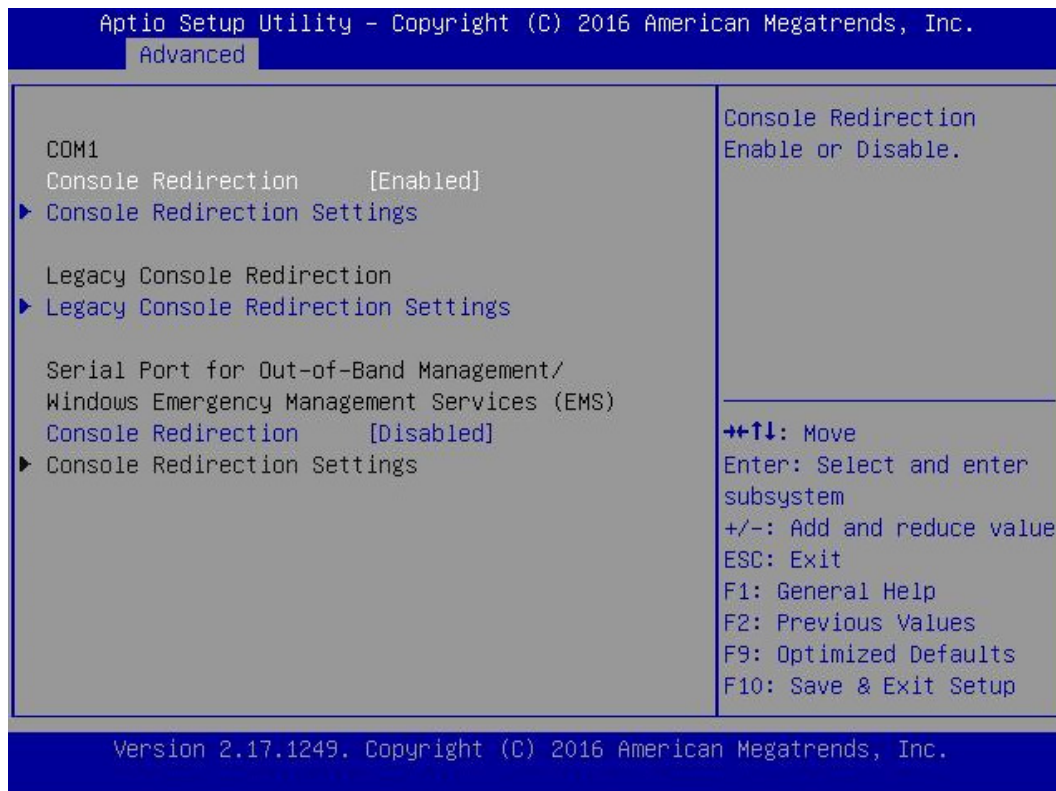 Aptio Setup Utility – Copyright (C) 2016 American Megatrends, Inc.
Advanced
COM1
Console Redirection [Enabled]
Console Redirection Settings
Legacy Console Redirection
Legacy Console Redirection Settings
Serial Port for Out-of-Band Management/
Windows Emergency Management Services (EMS)
Console Redirection [Disabled]
Console Redirection Settings
Console Redirection
Enable or Disable.
→←↑↓: Move
Enter: Select and enter
subsystem
+/-: Add and reduce value
ESC: Exit
F1: General Help
F2: Previous Values
F9: Optimized Defaults
F10: Save & Exit Setup
Version 2.17.1249. Copyright (C) 2016 American Megatrends, Inc.